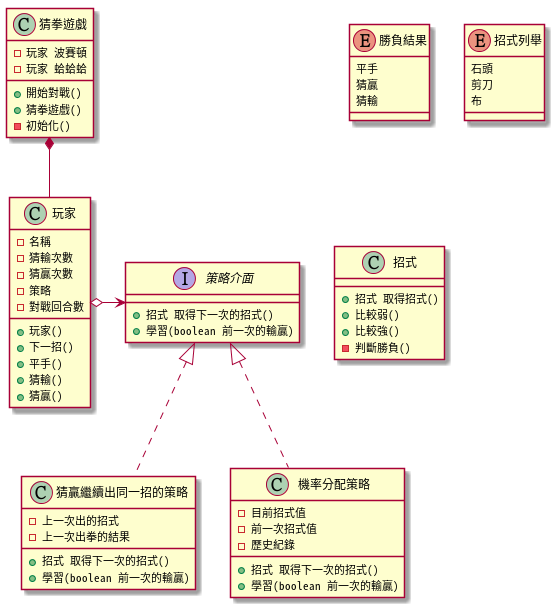 C 猜拳遊戲
玩家 波賽頓
玩家 蛤蛤蛤
開始對戰()
猜拳遊戲()
初始化()
E 勝負結果
平手
猜贏
猜輸
E 招式列舉
石頭
剪刀
布
C 玩家
名稱
猜輸次數
猜贏次數
策略
對戰回合數
玩家()
下一招()
平手()
猜輸()
猜贏()
I 策略介面
招式 取得下一次的招式()
學習(boolean 前一次的輸贏)
C 招式
招式 取得招式()
比較弱()
比較強()
判斷勝負()
C 猜贏繼續出同一招的策略
上一次出的招式
上一次出拳的結果
招式 取得下一次的招式()
學習(boolean 前一次的輸贏)
C 機率分配策略
目前招式值
前一次招式值
歷史紀錄
招式 取得下一次的招式()
學習(boolean 前一次的輸贏)